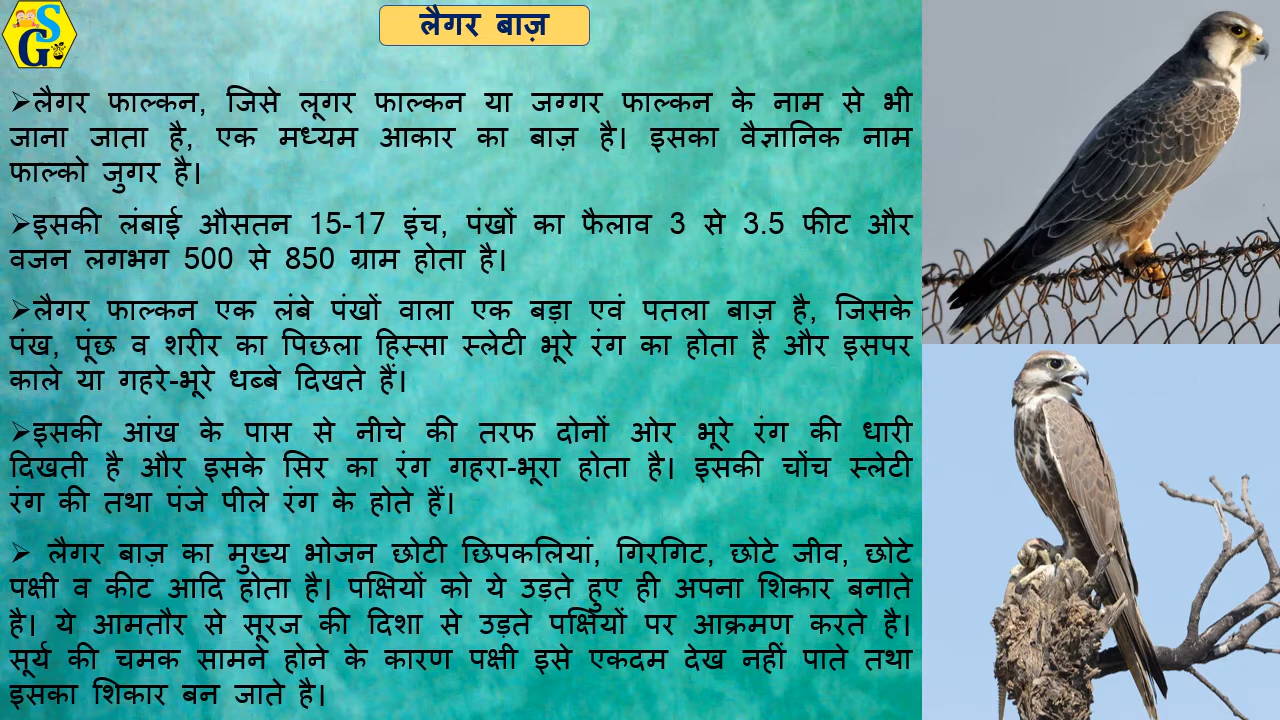 SG
लैगर बाज़
➢लैगर फाल्कन, जिसे लूगर फाल्कन या जग्गर फाल्कन के नाम से भी
जाना जाता है, एक मध्यम आकार का बाज़ है। इसका वैज्ञानिक नाम
फाल्को जुगर है।
➢इसकी लंबाई औसतन 15-17 इंच, पंखों का फैलाव 3 से 3.5 फीट और
वजन लगभग 500 से 850 ग्राम होता है।
➢लैगर फाल्कन एक लंबे पंखों वाला एक बड़ा एवं पतला बाज़ है, जिसके
पंख, पूंछ व शरीर का पिछला हिस्सा स्लेटी भूरे रंग का होता है और इसपर
काले या गहरे-भूरे धब्बे दिखते हैं।
➢इसकी आंख के पास से नीचे की तरफ दोनों ओर भूरे रंग की धारी
दिखती है और इसके सिर का रंग गहरा-भूरा होता है। इसकी चोंच स्लेटी
रंग की तथा पंजे पीले रंग के होते हैं।
➢ लैगर बाज़ का मुख्य भोजन छोटी छिपकलियां, गिरगिट, छोटे जीव, छोटे
पक्षी व कीट आदि होता है। पक्षियों को ये उड़ते हुए ही अपना शिकार बनाते
है। ये आमतौर से सूरज की दिशा से उड़ते पक्षियों पर आक्रमण करते है।
सूर्य की चमक सामने होने के कारण पक्षी इसे एकदम देख नहीं पाते तथा
इसका शिकार बन जाते है।